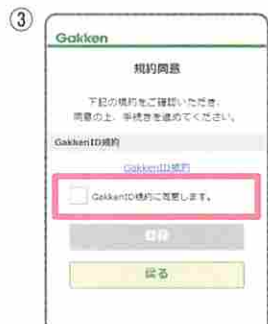 ③
Gakken
規約同意
下記の規約をご確認いただき、
同意の上、手続きを進めてください。
GakkenID規約
GakkenID規約
GakkenID規約に同意します。
登録
戻る